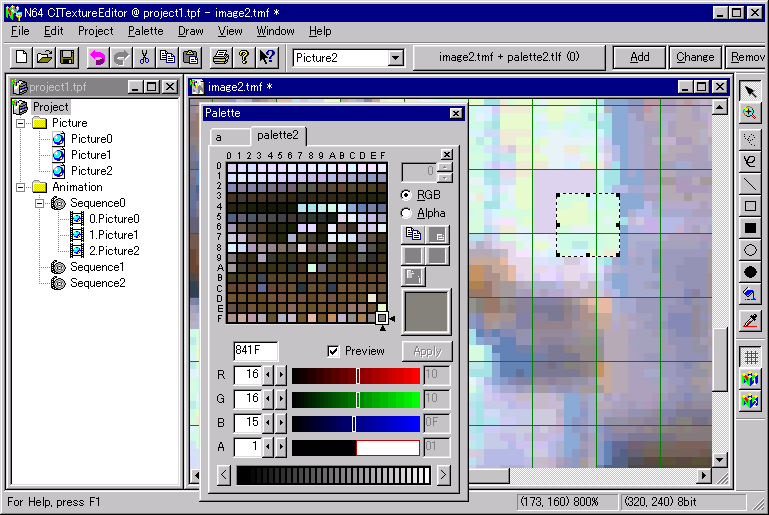 N64 CITextureEditor @ project1.tpf - image2.tmf *
File Edit Project Palette Draw View Window Help
Picture2 image2.tmf + palette2.tlf (0) Add Change Remov
project1.tpf
Project
Picture
Picture0
Picture1
Picture2
Animation
Sequence0
0.Picture0
1.Picture1
2.Picture2
Sequence1
Sequence2
image2.tmf *
Palette
a palette2
0 1 2 3 4 5 6 7 8 9 A B C D E F
0
1
2
3
4
5
6
7
8
9
A
B
C
D
E
F
0
RGB
Alpha
841F Preview Apply
R 16 10
G 16 10
B 15 0F
A 1 01
For Help, press F1 (173, 160) 800% (320, 240) 8bit